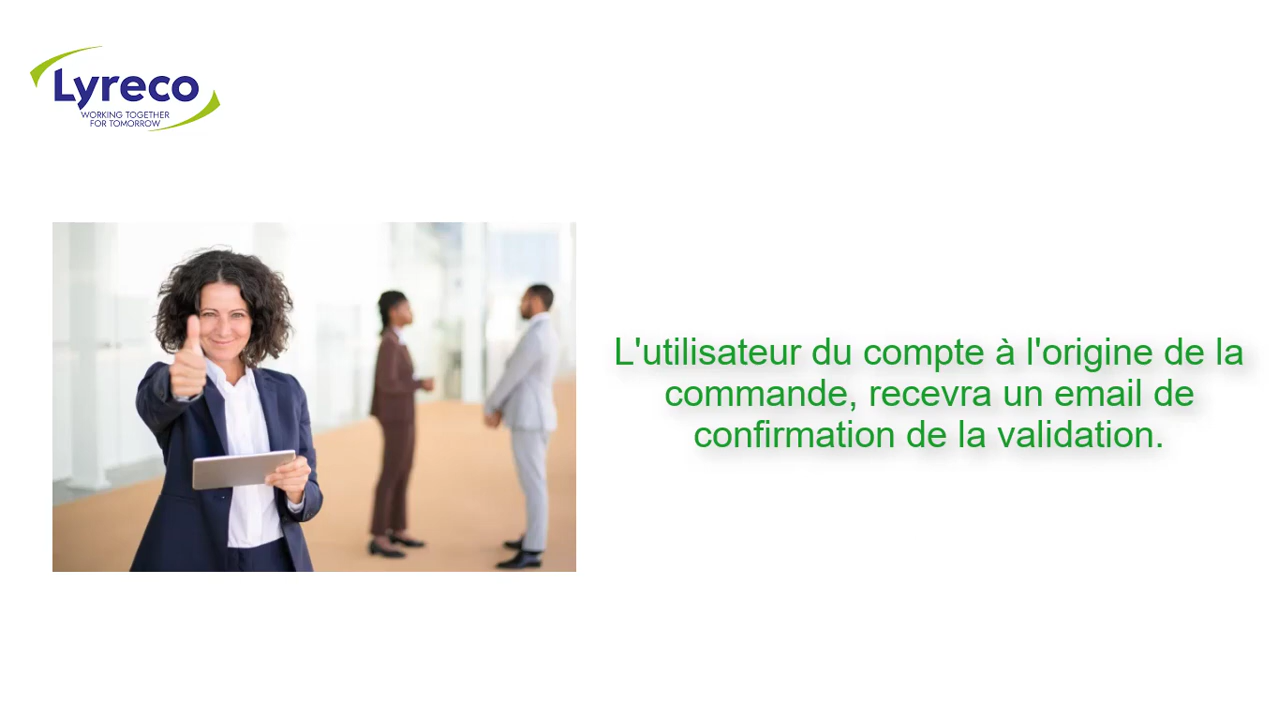 Lyreco
WORKING TOGETHER
FOR TOMORROW
L'utilisateur du compte à l'origine de la
commande, recevra un email de
confirmation de la validation.